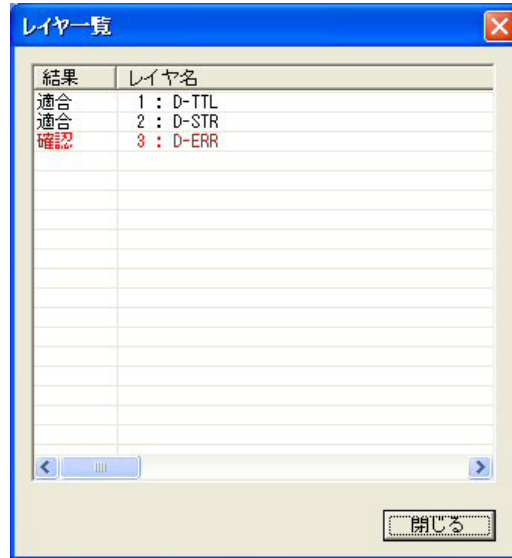 レイヤ一覧
結果 レイヤ名
適合 1 : D-TTL
適合 2 : D-STR
確認 3 : D-ERR
閉じる